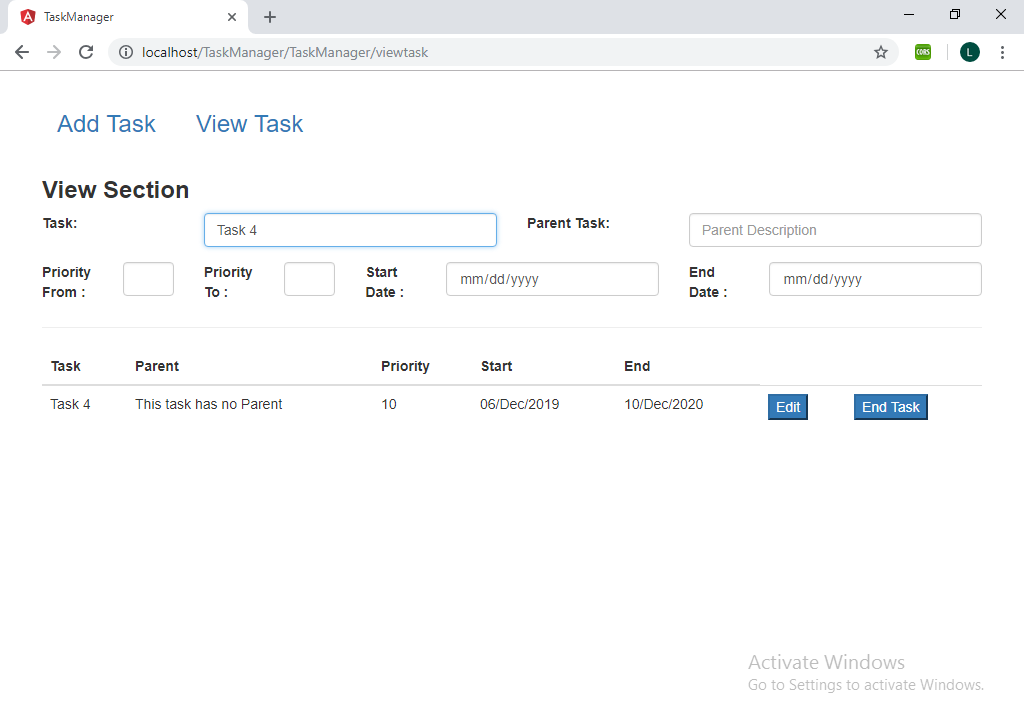 TaskManager
localhost/TaskManager/TaskManager/viewtask
CORS
L
Add Task View Task
View Section
Task: Task 4 Parent Task: Parent Description
Priority From : Priority To : Start Date : mm/dd/yyyy End Date : mm/dd/yyyy
Task Parent Priority Start End
Task 4 This task has no Parent 10 06/Dec/2019 10/Dec/2020 Edit End Task
Activate Windows
Go to Settings to activate Windows.